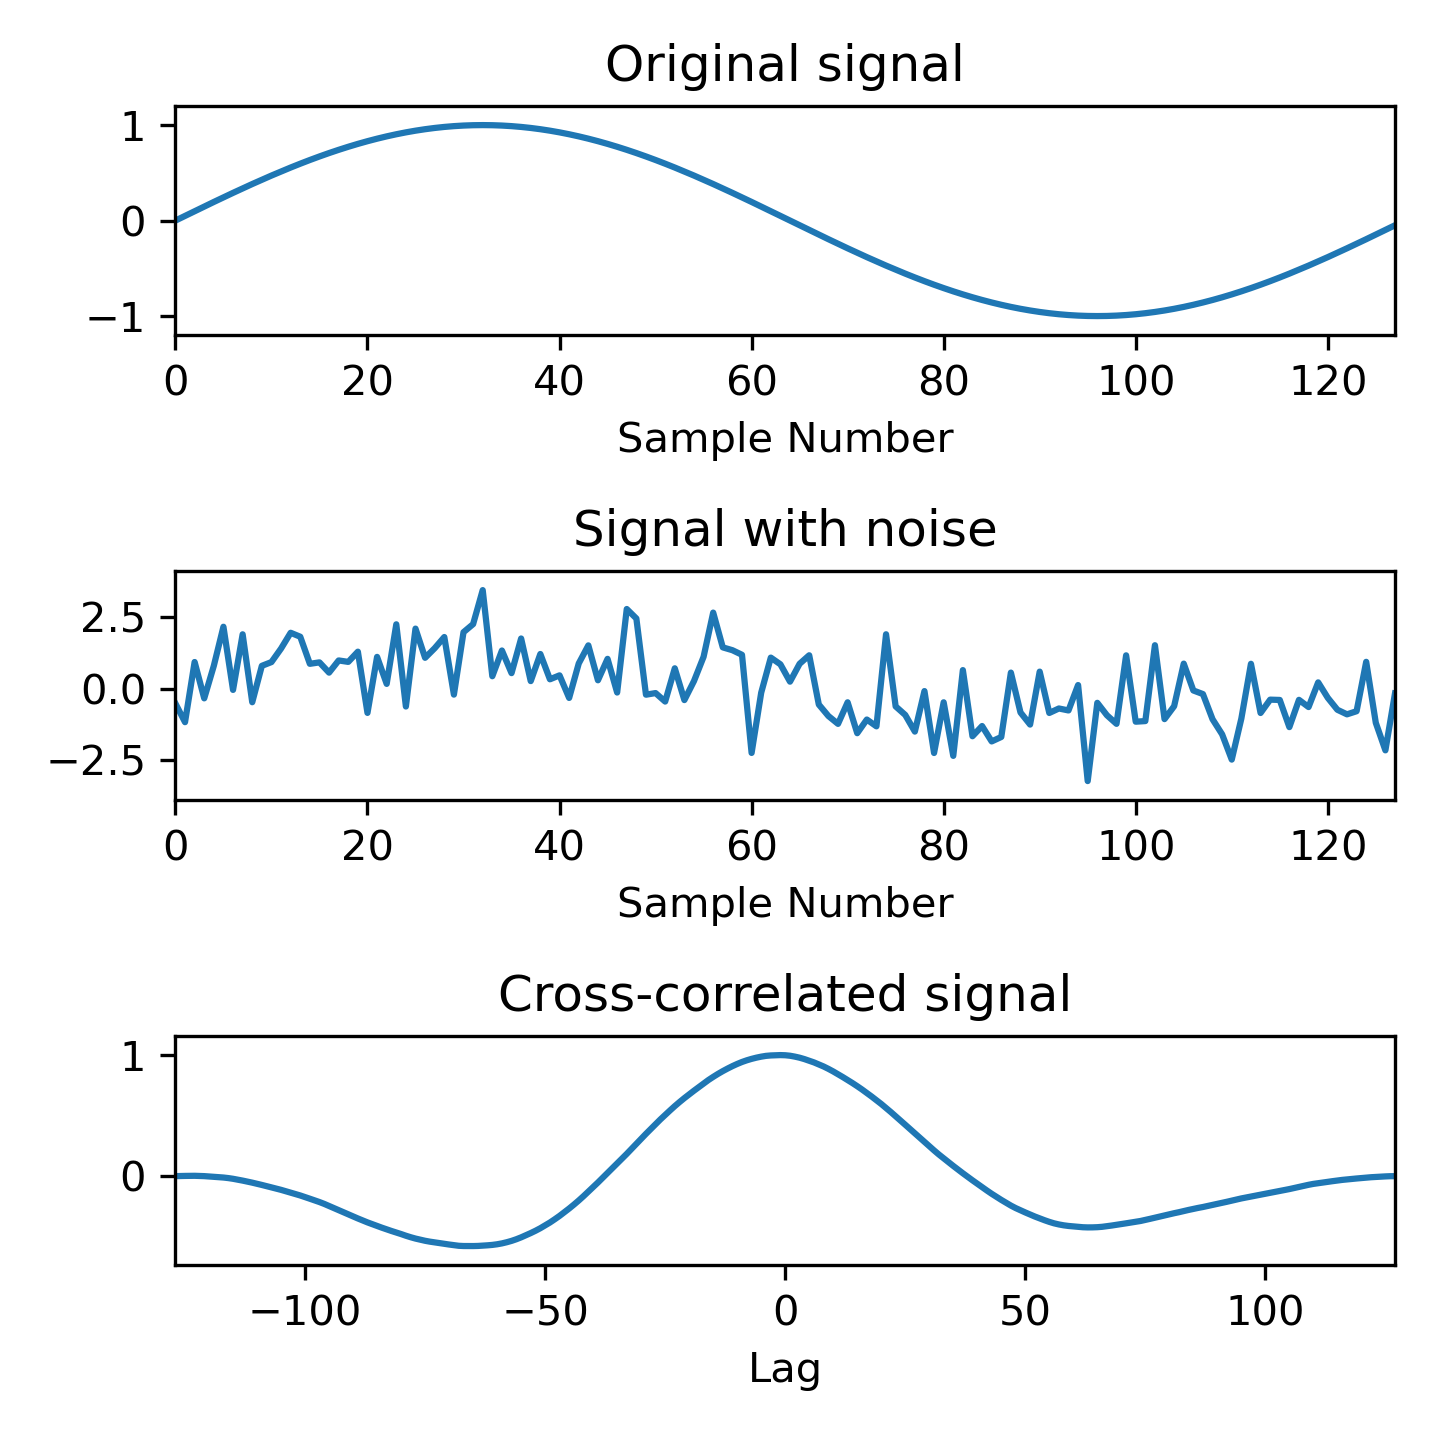 Original signal
1
0
−1
0 20 40 60 80 100 120
Sample Number
Signal with noise
2.5
0.0
−2.5
0 20 40 60 80 100 120
Sample Number
Cross-correlated signal
1
0
−100 −50 0 50 100
Lag